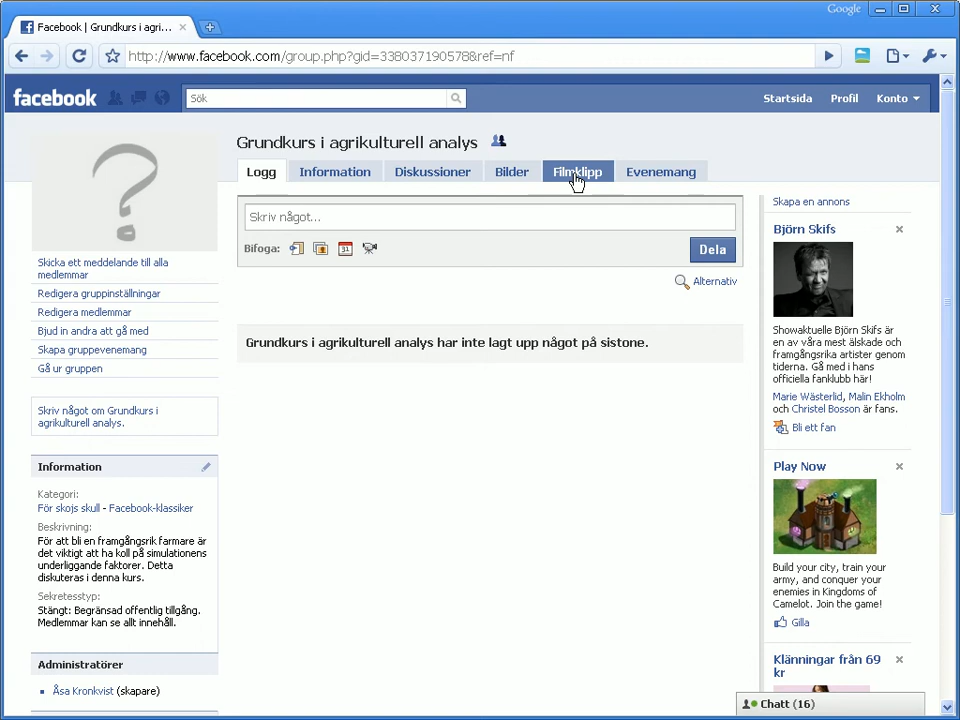 Google
Facebook | Grundkurs i agri...
http://www.facebook.com/group.php?gid=338037190578&ref=nf
facebook
Sök
Startsida Profil Konto
Grundkurs i agrikulturell analys
Logg Information Diskussioner Bilder Filmklipp Evenemang
Skriv något...
Bifoga:
31
Dela
Alternativ
Grundkurs i agrikulturell analys har inte lagt upp något på sistone.
Skicka ett meddelande till alla
medlemmar
Redigera gruppinställningar
Redigera medlemmar
Bjud in andra att gå med
Skapa gruppevenemang
Gå ur gruppen
Skriv något om Grundkurs i
agrikulturell analys.
Information
Kategori:
För skojs skull - Facebook-klassiker
Beskrivning:
För att bli en framgångsrik farmare är
det viktigt att ha koll på simulationens
underliggande faktorer. Detta
diskuteras i denna kurs.
Sekretesstyp:
Stängt: Begränsad offentlig tillgång.
Medlemmar kan se allt innehåll.
Administratörer
Åsa Kronkvist (skapare)
Skapa en annons
Björn Skifs
Showaktuelle Björn Skifs är
en av våra mest älskade och
framgångsrika artister genom
tiderna. Gå med i hans
officiella fanklubb här!
Marie Wästerlid, Malin Ekholm
och Christel Bosson är fans.
Bli ett fan
Play Now
Build your city, train your
army, and conquer your
enemies in Kingdoms of
Camelot. Join the game!
Gilla
Klänningar från 69
kr
Chatt (16)